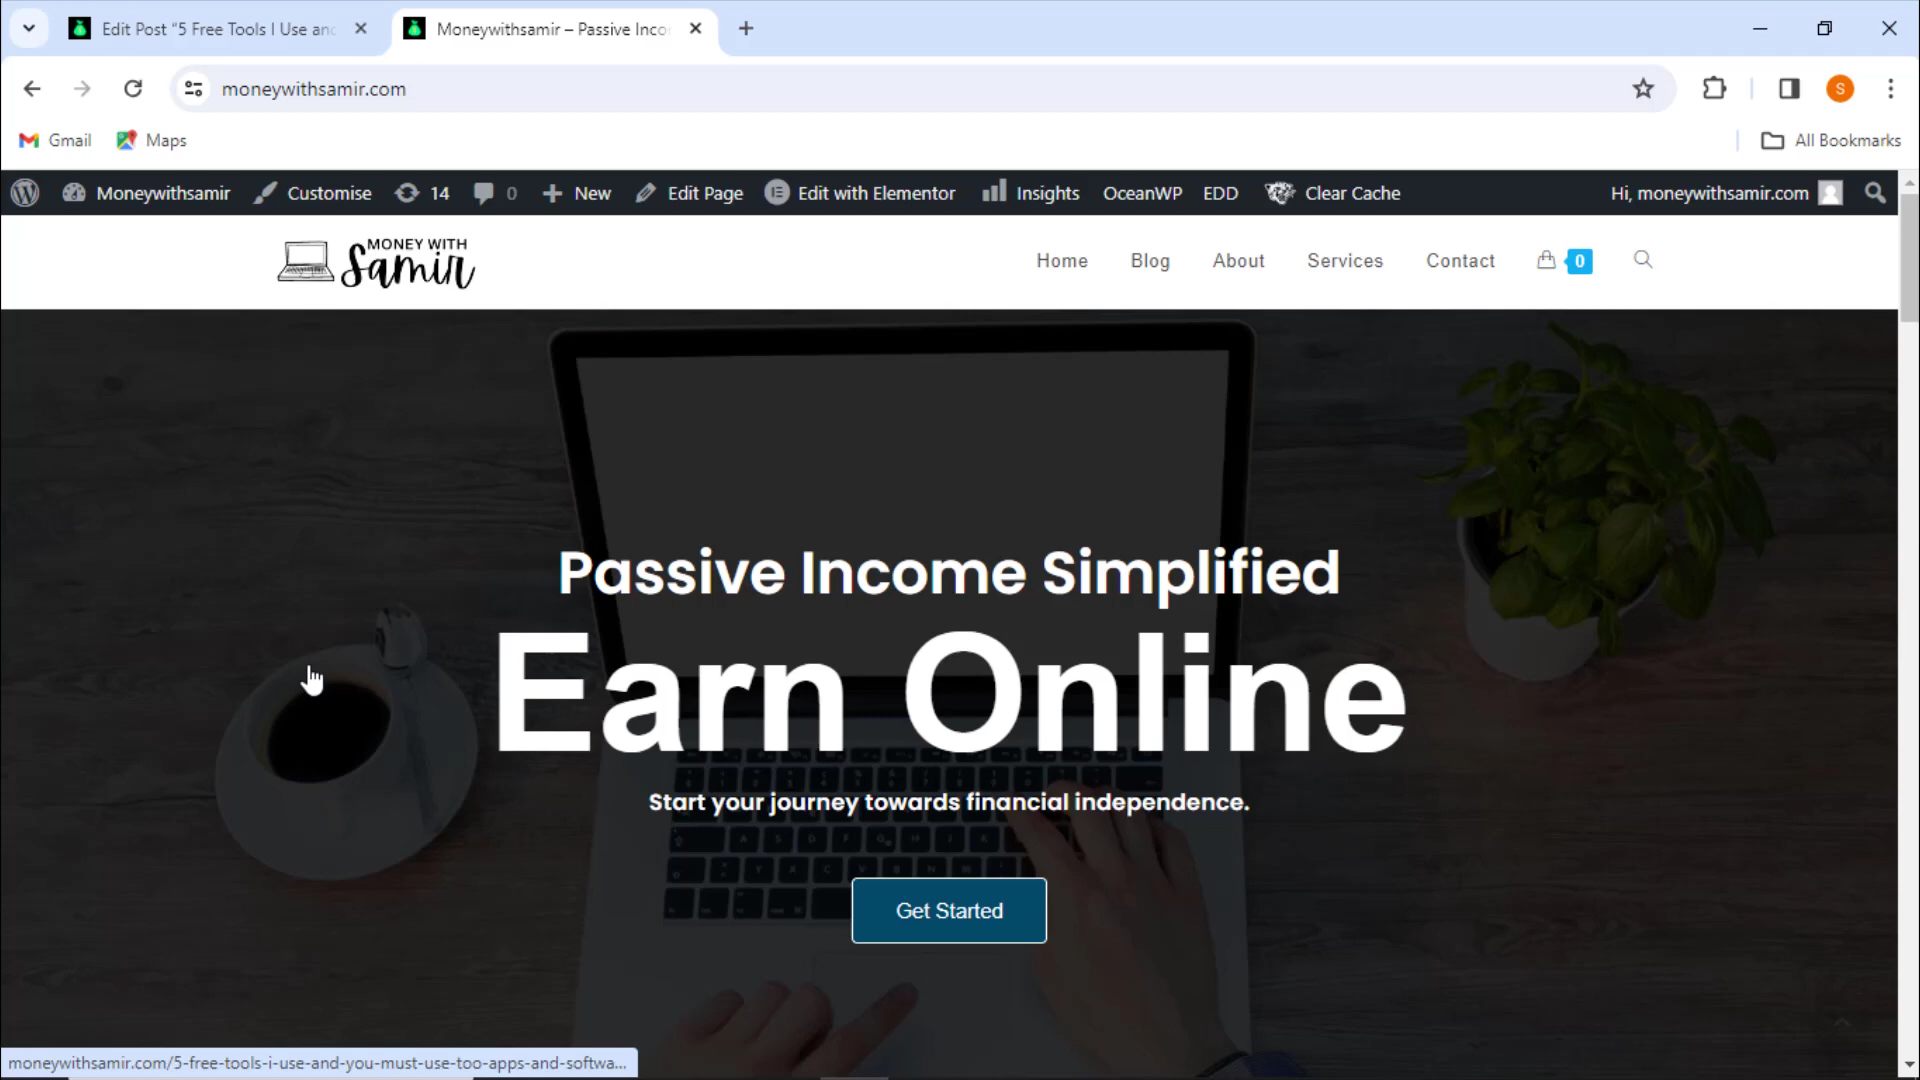 Edit Post “5 Free Tools I Use and
Moneywithsamir – Passive Inco
moneywithsamir.com
S
Gmail
Maps
All Bookmarks
Moneywithsamir
Customise
14
0
New
Edit Page
Edit with Elementor
Insights
OceanWP
EDD
Clear Cache
Hi, moneywithsamir.com
MONEY WITH
Samir
Home
Blog
About
Services
Contact
0
Passive Income Simplified
Earn Online
Start your journey towards financial independence.
Get Started
moneywithsamir.com/5-free-tools-i-use-and-you-must-use-too-apps-and-softwa...